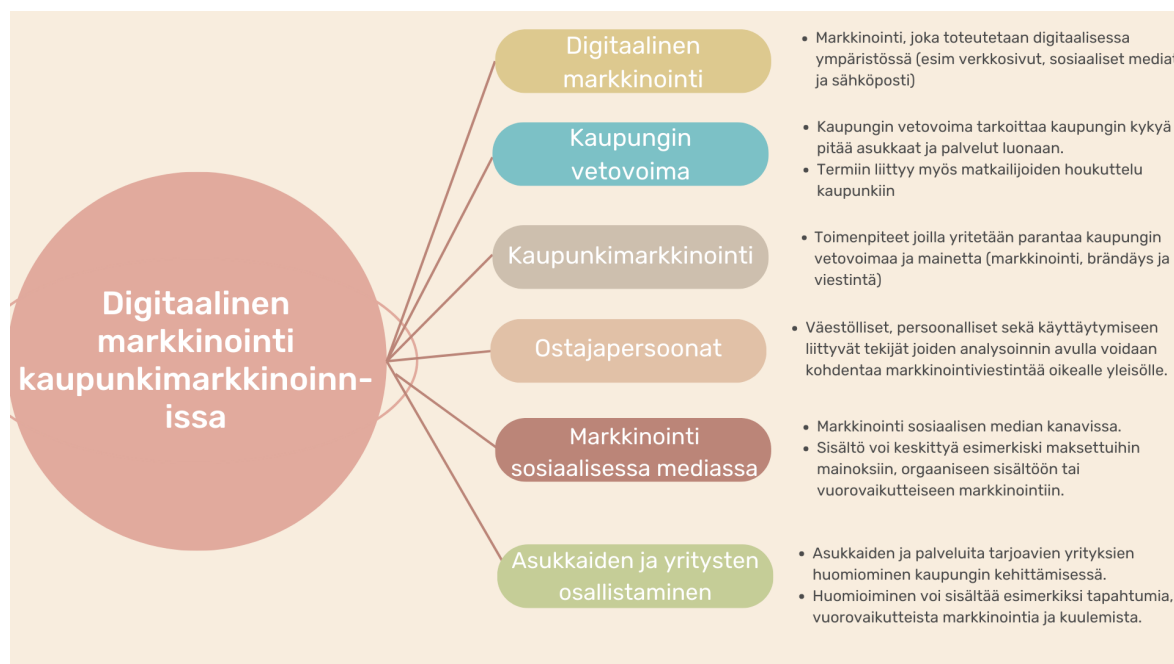 Digitaalinen
markkinointi
kaupunkimarkkinoinn-
issa
Digitaalinen
markkinointi
• Markkinointi, joka toteutetaan digitaalisessa
ympäristössä (esim verkkosivut, sosiaaliset mediat
ja sähköposti)
Kaupungin
vetovoima
• Kaupungin vetovoima tarkoittaa kaupungin kykyä
pitää asukkaat ja palvelut luonaan.
• Termiin liittyy myös matkailijoiden houkuttelu
kaupunkiin
Kaupunkimarkkinointi
• Toimenpiteet joilla yritetään parantaa kaupungin
vetovoimaa ja mainetta (markkinointi, brändäys ja
viestintä)
Ostajapersoonat
• Väestölliset, persoonalliset sekä käyttäytymiseen
liittyvät tekijät joiden analysoinnin avulla voidaan
kohdentaa markkinointiviestintää oikealle yleisölle.
Markkinointi
sosiaalisessa mediassa
• Markkinointi sosiaalisen median kanavissa.
• Sisältö voi keskittyä esimerkiski maksettuihin
mainoksiin, orgaaniseen sisältöön tai
vuorovaikutteiseen markkinointiin.
Asukkaiden ja yritysten
osallistaminen
• Asukkaiden ja palveluita tarjoavien yrityksien
huomiominen kaupungin kehittämisessä.
• Huomioiminen voi sisältää esimerkiksi tapahtumia,
vuorovaikutteista markkinointia ja kuulemista.